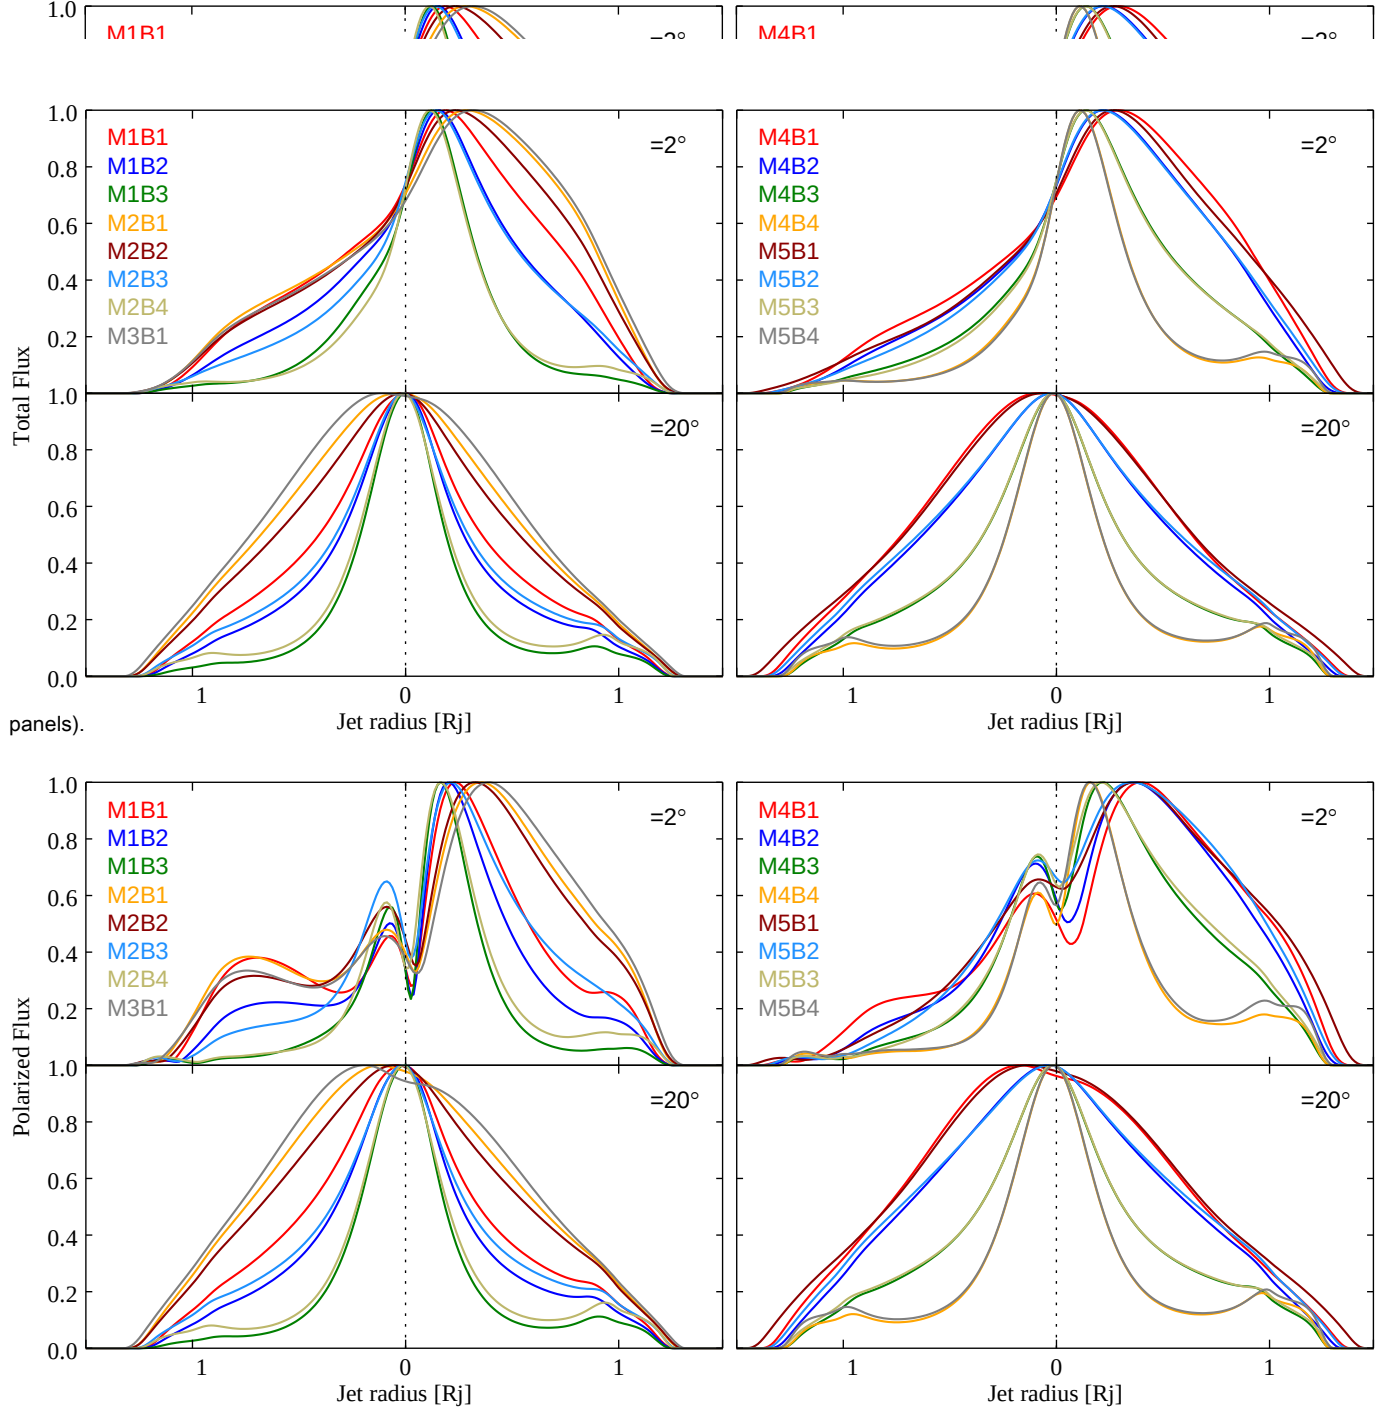 1.0
M1B1
=2°
M4B1
=2°
1.0
0.8
0.6
0.4
0.2
1.0
M1B1
M1B2
M1B3
M2B1
M2B2
M2B3
M2B4
M3B1
=2°
M4B1
M4B2
M4B3
M4B4
M5B1
M5B2
M5B3
M5B4
=2°
Total Flux
0.8
0.6
0.4
0.2
0.0
=20°
=20°
1 0 1
1 0 1
Jet radius [Rj]
Jet radius [Rj]
panels).
1.0
0.8
0.6
0.4
0.2
1.0
M1B1
M1B2
M1B3
M2B1
M2B2
M2B3
M2B4
M3B1
=2°
M4B1
M4B2
M4B3
M4B4
M5B1
M5B2
M5B3
M5B4
=2°
Polarized Flux
0.8
0.6
0.4
0.2
0.0
=20°
=20°
1 0 1
1 0 1
Jet radius [Rj]
Jet radius [Rj]